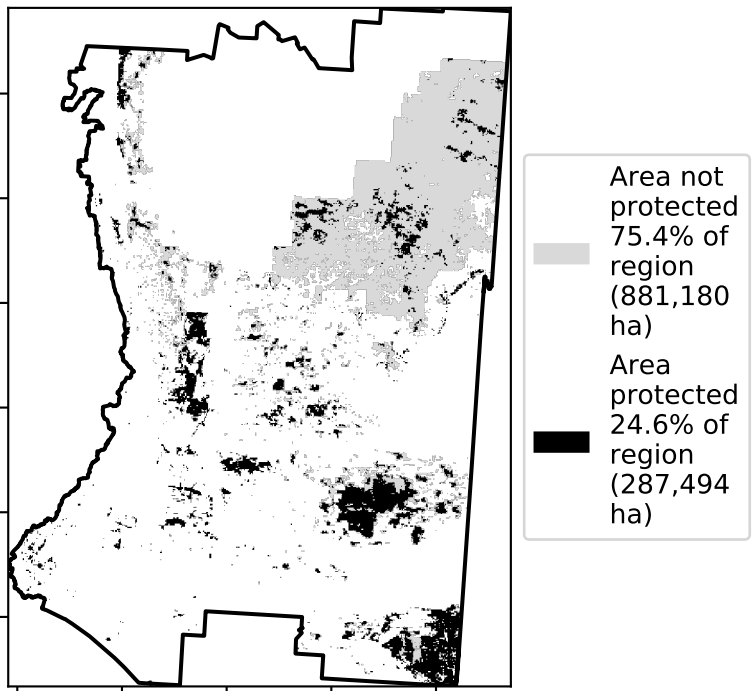 Area not
protected
75.4% of
region
(881,180
ha)
Area
protected
24.6% of
region
(287,494
ha)